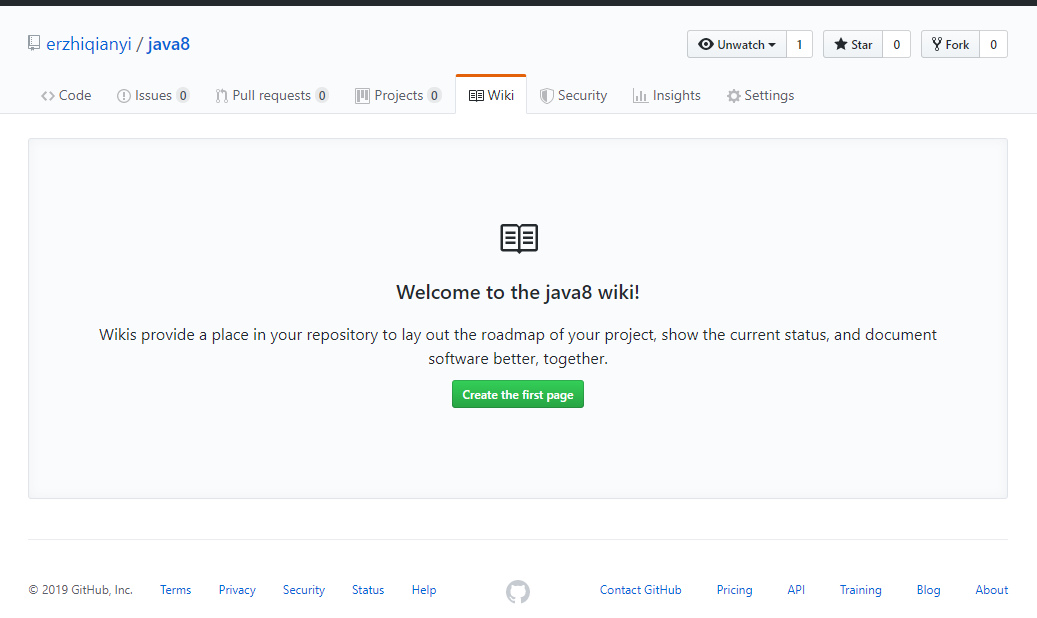 erzhiqianyi / java8
Unwatch 1 Star 0 Fork 0
Code Issues 0 Pull requests 0 Projects 0 Wiki Security Insights Settings
Welcome to the java8 wiki!
Wikis provide a place in your repository to lay out the roadmap of your project, show the current status, and document
software better, together.
Create the first page
© 2019 GitHub, Inc. Terms Privacy Security Status Help Contact GitHub Pricing API Training Blog About